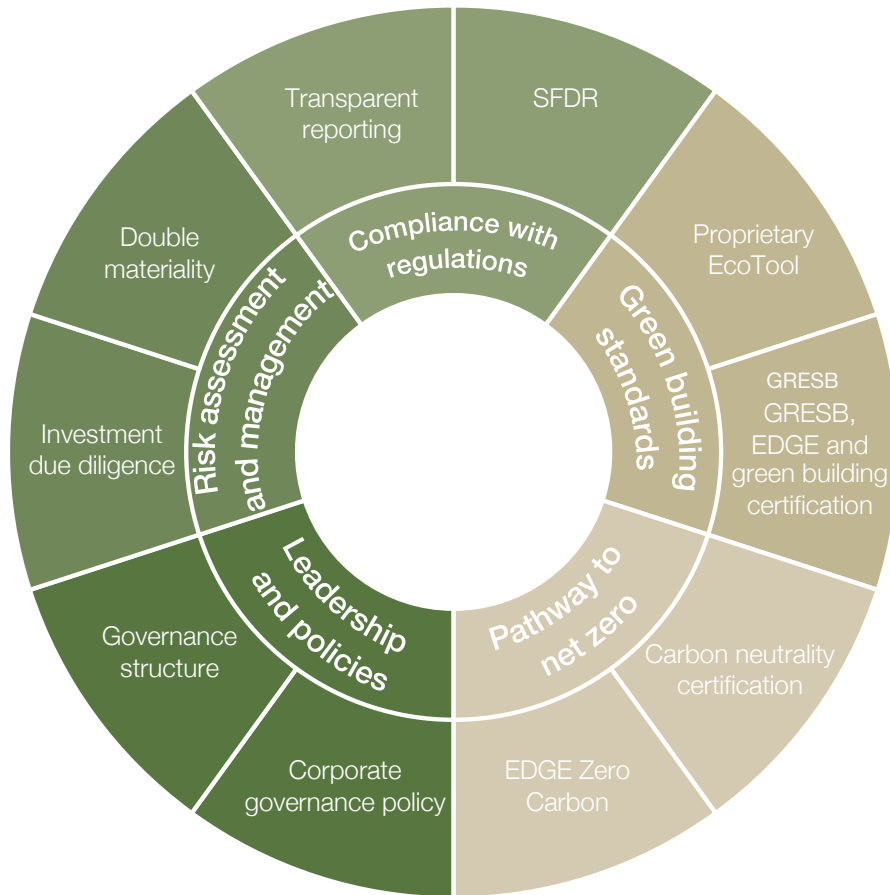 Transparent
reporting
SFDR
Compliance with
regulations
Double
materiality
Proprietary
EcoTool
Risk assessment
and management
Green building
standards
Investment
due diligence
GRESB
GRESB,
EDGE and
green building
certification
Leadership
and policies
Pathway to
net zero
Governance
structure
Carbon neutrality
certification
Corporate
governance policy
EDGE Zero
Carbon